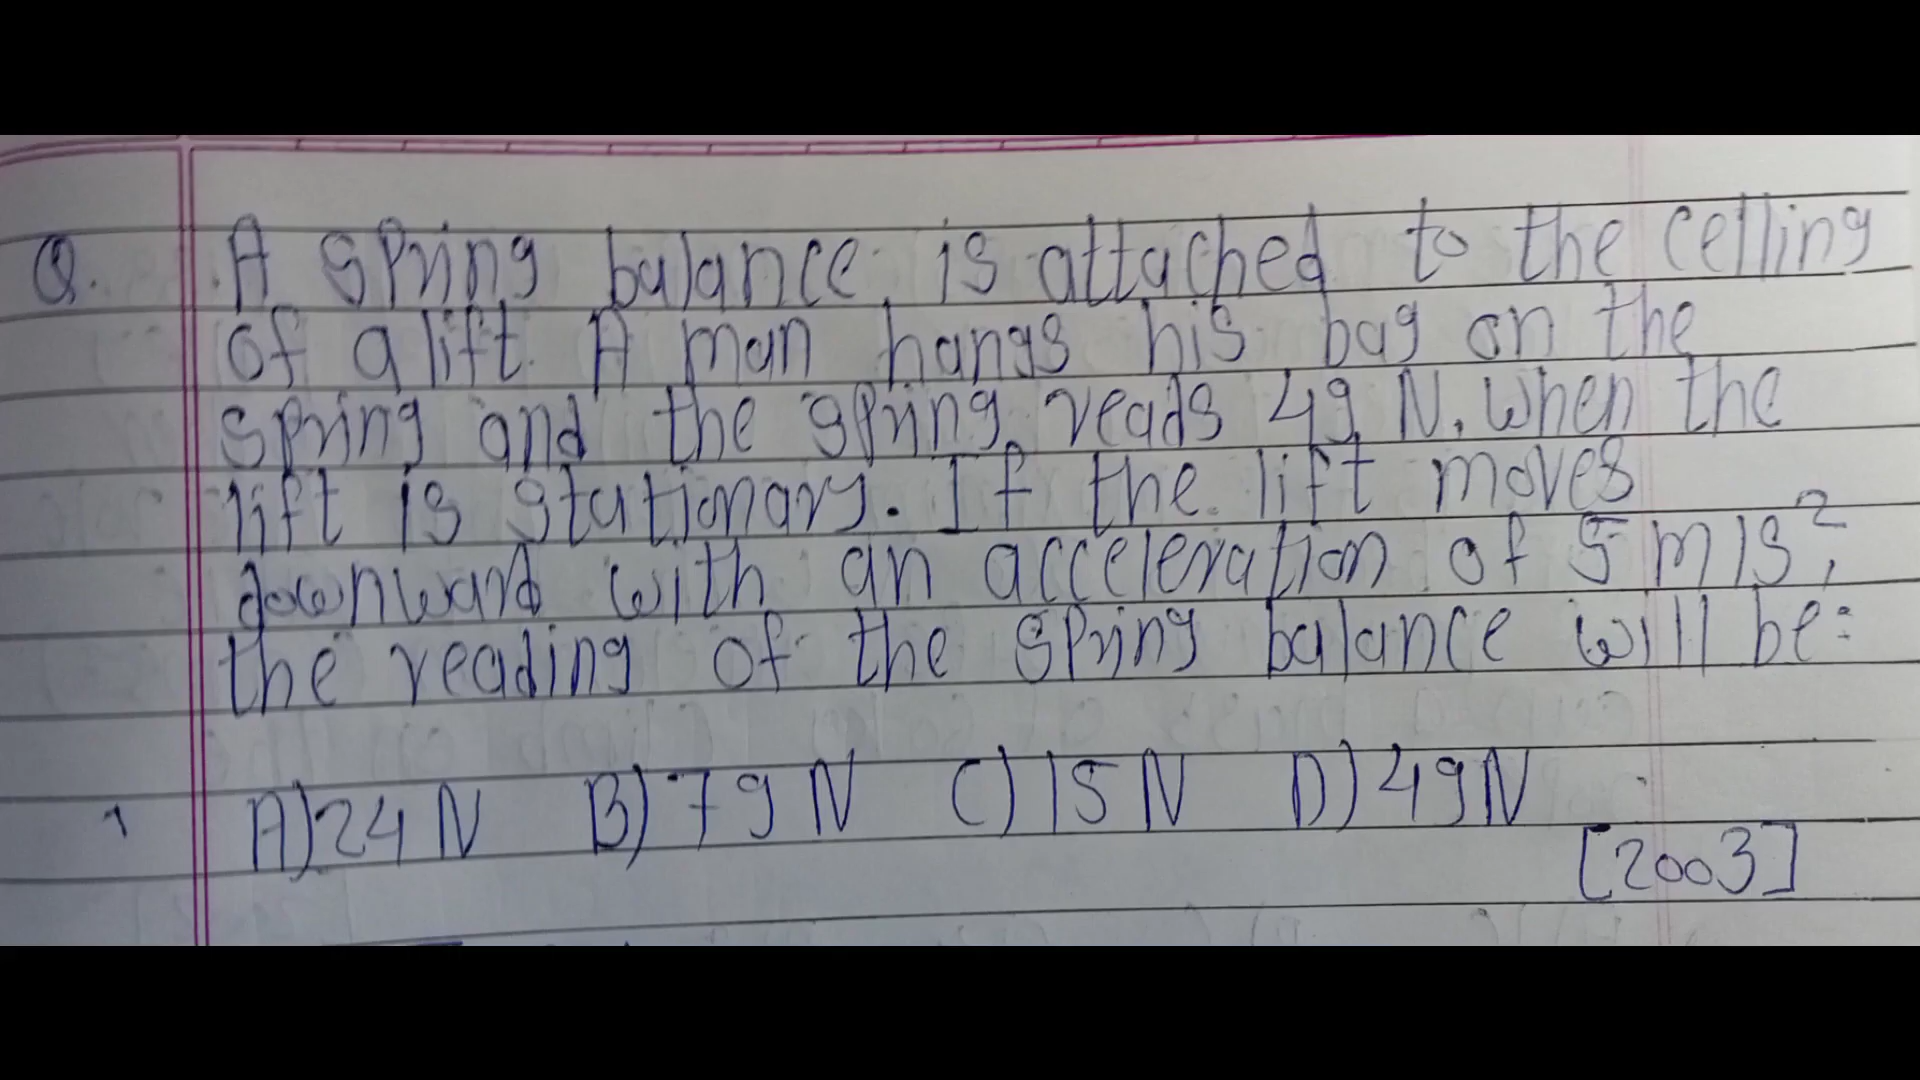 Q. A spring balance is attached to the celling
of a lift. A man hangs his bag on the
spring and the spring reads 49 N. When the
lift is stationary. If the lift moves
downward with an acceleration of 5 m/s²,
the reading of the spring balance will be:
A) 24 N B) 79 N C) 15 N D) 49 N
[2003]